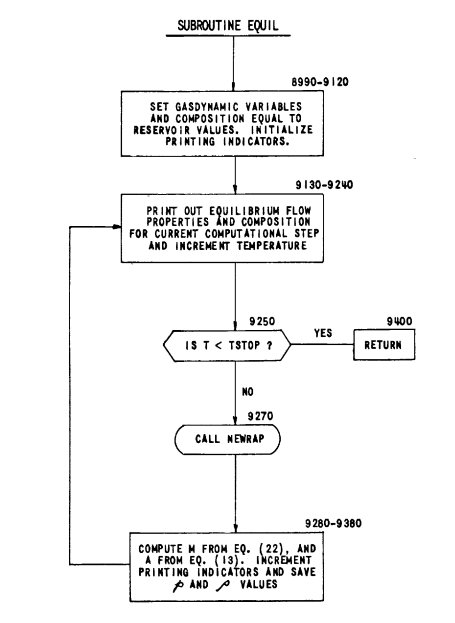 SUBROUTINE EQUIL
8990-9120
SET GASDYNAMIC VARIABLES
AND COMPOSITION EQUAL TO
RESERVOIR VALUES. INITIALIZE
PRINTING INDICATORS.
9130-9240
PRINT OUT EQUILIBRIUM FLOW
PROPERTIES AND COMPOSITION
FOR CURRENT COMPUTATIONAL STEP
AND INCREMENT TEMPERATURE
9250
IS T < TSTOP ?
YES
9400
RETURN
NO
9270
CALL NEWRAP
9280-9380
COMPUTE M FROM EQ. (22), AND
A FROM EQ. (13). INCREMENT
PRINTING INDICATORS AND SAVE
p AND ρ VALUES